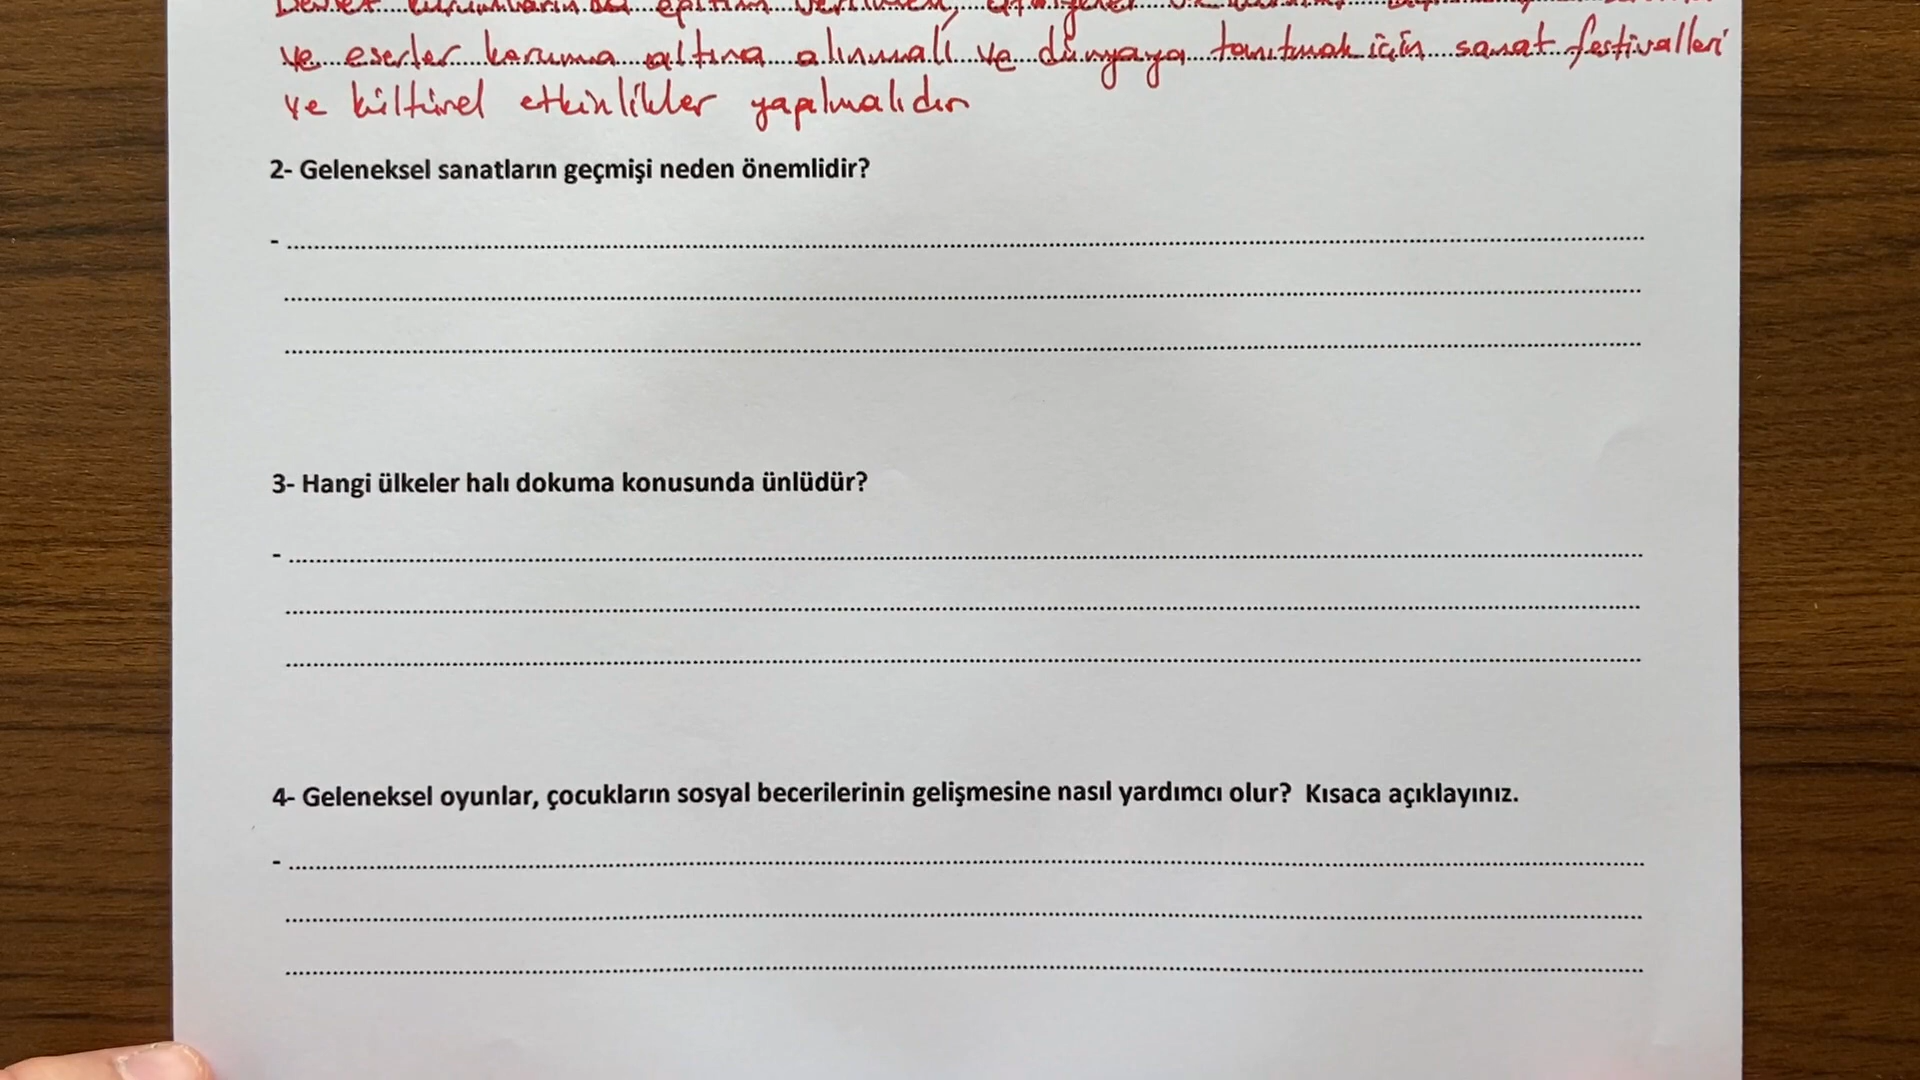 ve eserler koruma altına alınmalı ve dünyaya tanıtmak için sanat festivalleri
ve kültürel etkinlikler yapılmalıdır
2- Geleneksel sanatların geçmişi neden önemlidir?
-
3- Hangi ülkeler halı dokuma konusunda ünlüdür?
-
4- Geleneksel oyunlar, çocukların sosyal becerilerinin gelişmesine nasıl yardımcı olur? Kısaca açıklayınız.
-